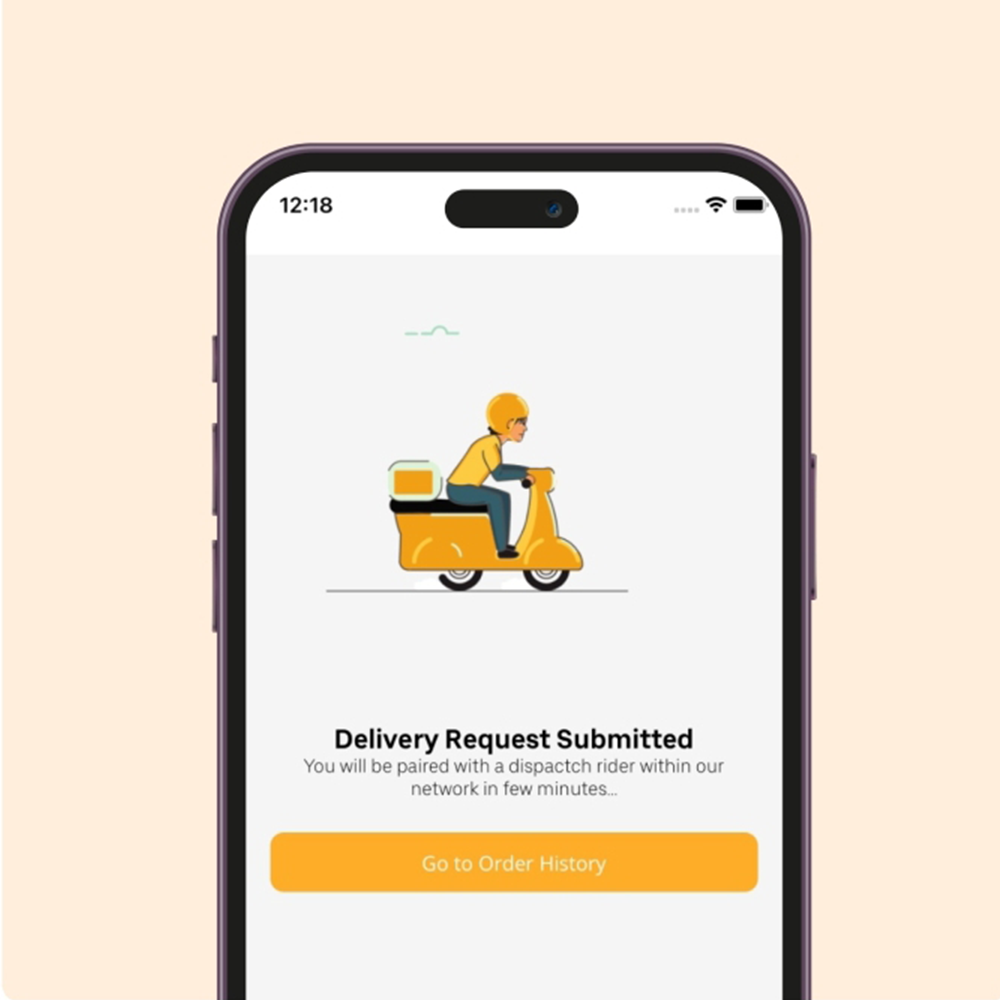 12:18
Delivery Request Submitted
You will be paired with a dispactch rider within our
network in few minutes...
Go to Order History